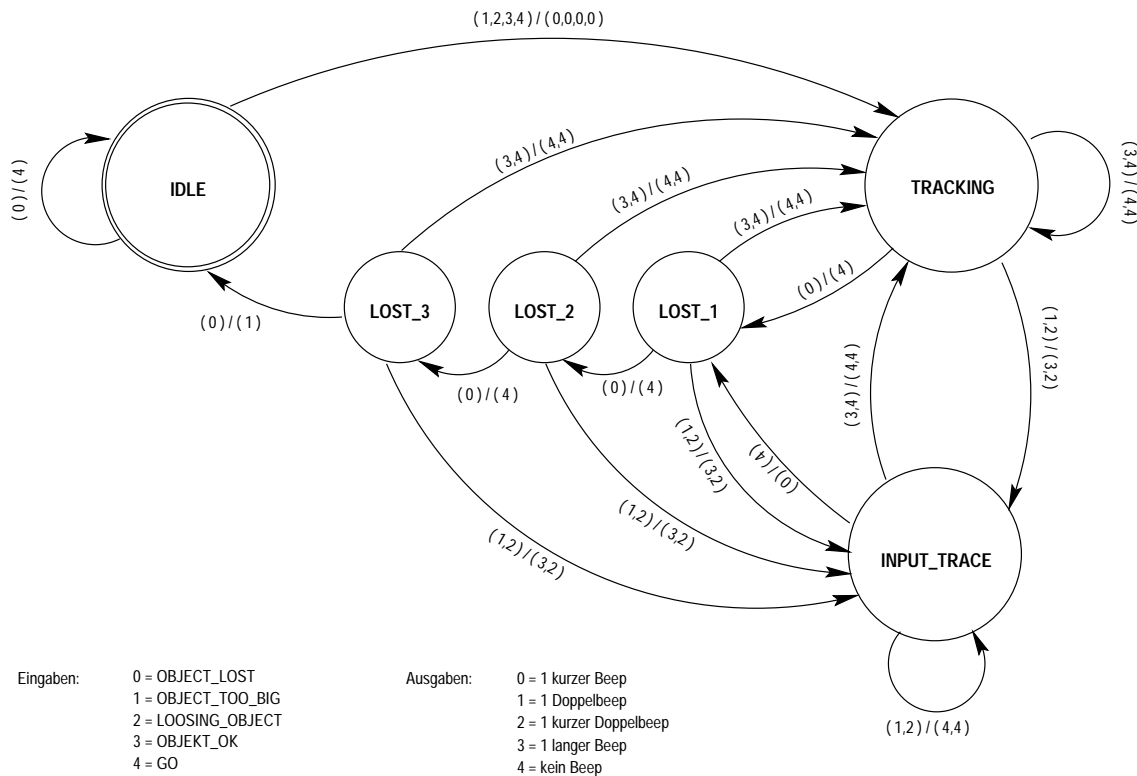 ( 1,2,3,4 ) / ( 0,0,0,0 )
( 0 ) / ( 4 )
IDLE
( 3,4 ) / ( 4,4 )
( 3,4 ) / ( 4,4 )
( 3,4 ) / ( 4,4 )
TRACKING
( 3,4 ) / ( 4,4 )
( 0 ) / ( 4 )
( 0 ) / ( 1 )
LOST_3
LOST_2
LOST_1
( 0 ) / ( 4 )
( 0 ) / ( 4 )
( 3,4 ) / ( 4,4 )
( 1,2 ) / ( 3,2 )
( 1,2 ) / ( 3,2 )
( 0 ) / ( 4 )
( 1,2 ) / ( 3,2 )
( 1,2 ) / ( 3,2 )
INPUT_TRACE
( 1,2 ) / ( 4,4 )
Eingaben:
0 = OBJECT_LOST
1 = OBJECT_TOO_BIG
2 = LOOSING_OBJECT
3 = OBJEKT_OK
4 = GO
Ausgaben:
0 = 1 kurzer Beep
1 = 1 Doppelbeep
2 = 1 kurzer Doppelbeep
3 = 1 langer Beep
4 = kein Beep